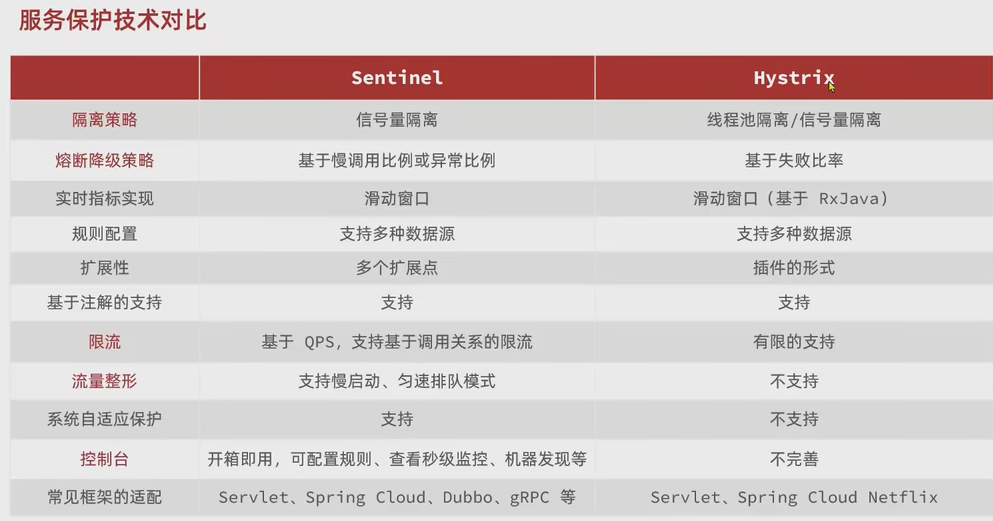 服务保护技术对比
Sentinel Hystrix
隔离策略 信号量隔离 线程池隔离/信号量隔离
熔断降级策略 基于慢调用比例或异常比例 基于失败比率
实时指标实现 滑动窗口 滑动窗口（基于 RxJava）
规则配置 支持多种数据源 支持多种数据源
扩展性 多个扩展点 插件的形式
基于注解的支持 支持 支持
限流 基于 QPS，支持基于调用关系的限流 有限的支持
流量整形 支持慢启动、匀速排队模式 不支持
系统自适应保护 支持 不支持
控制台 开箱即用，可配置规则、查看秒级监控、机器发现等 不完善
常见框架的适配 Servlet、Spring Cloud、Dubbo、gRPC 等 Servlet、Spring Cloud Netflix